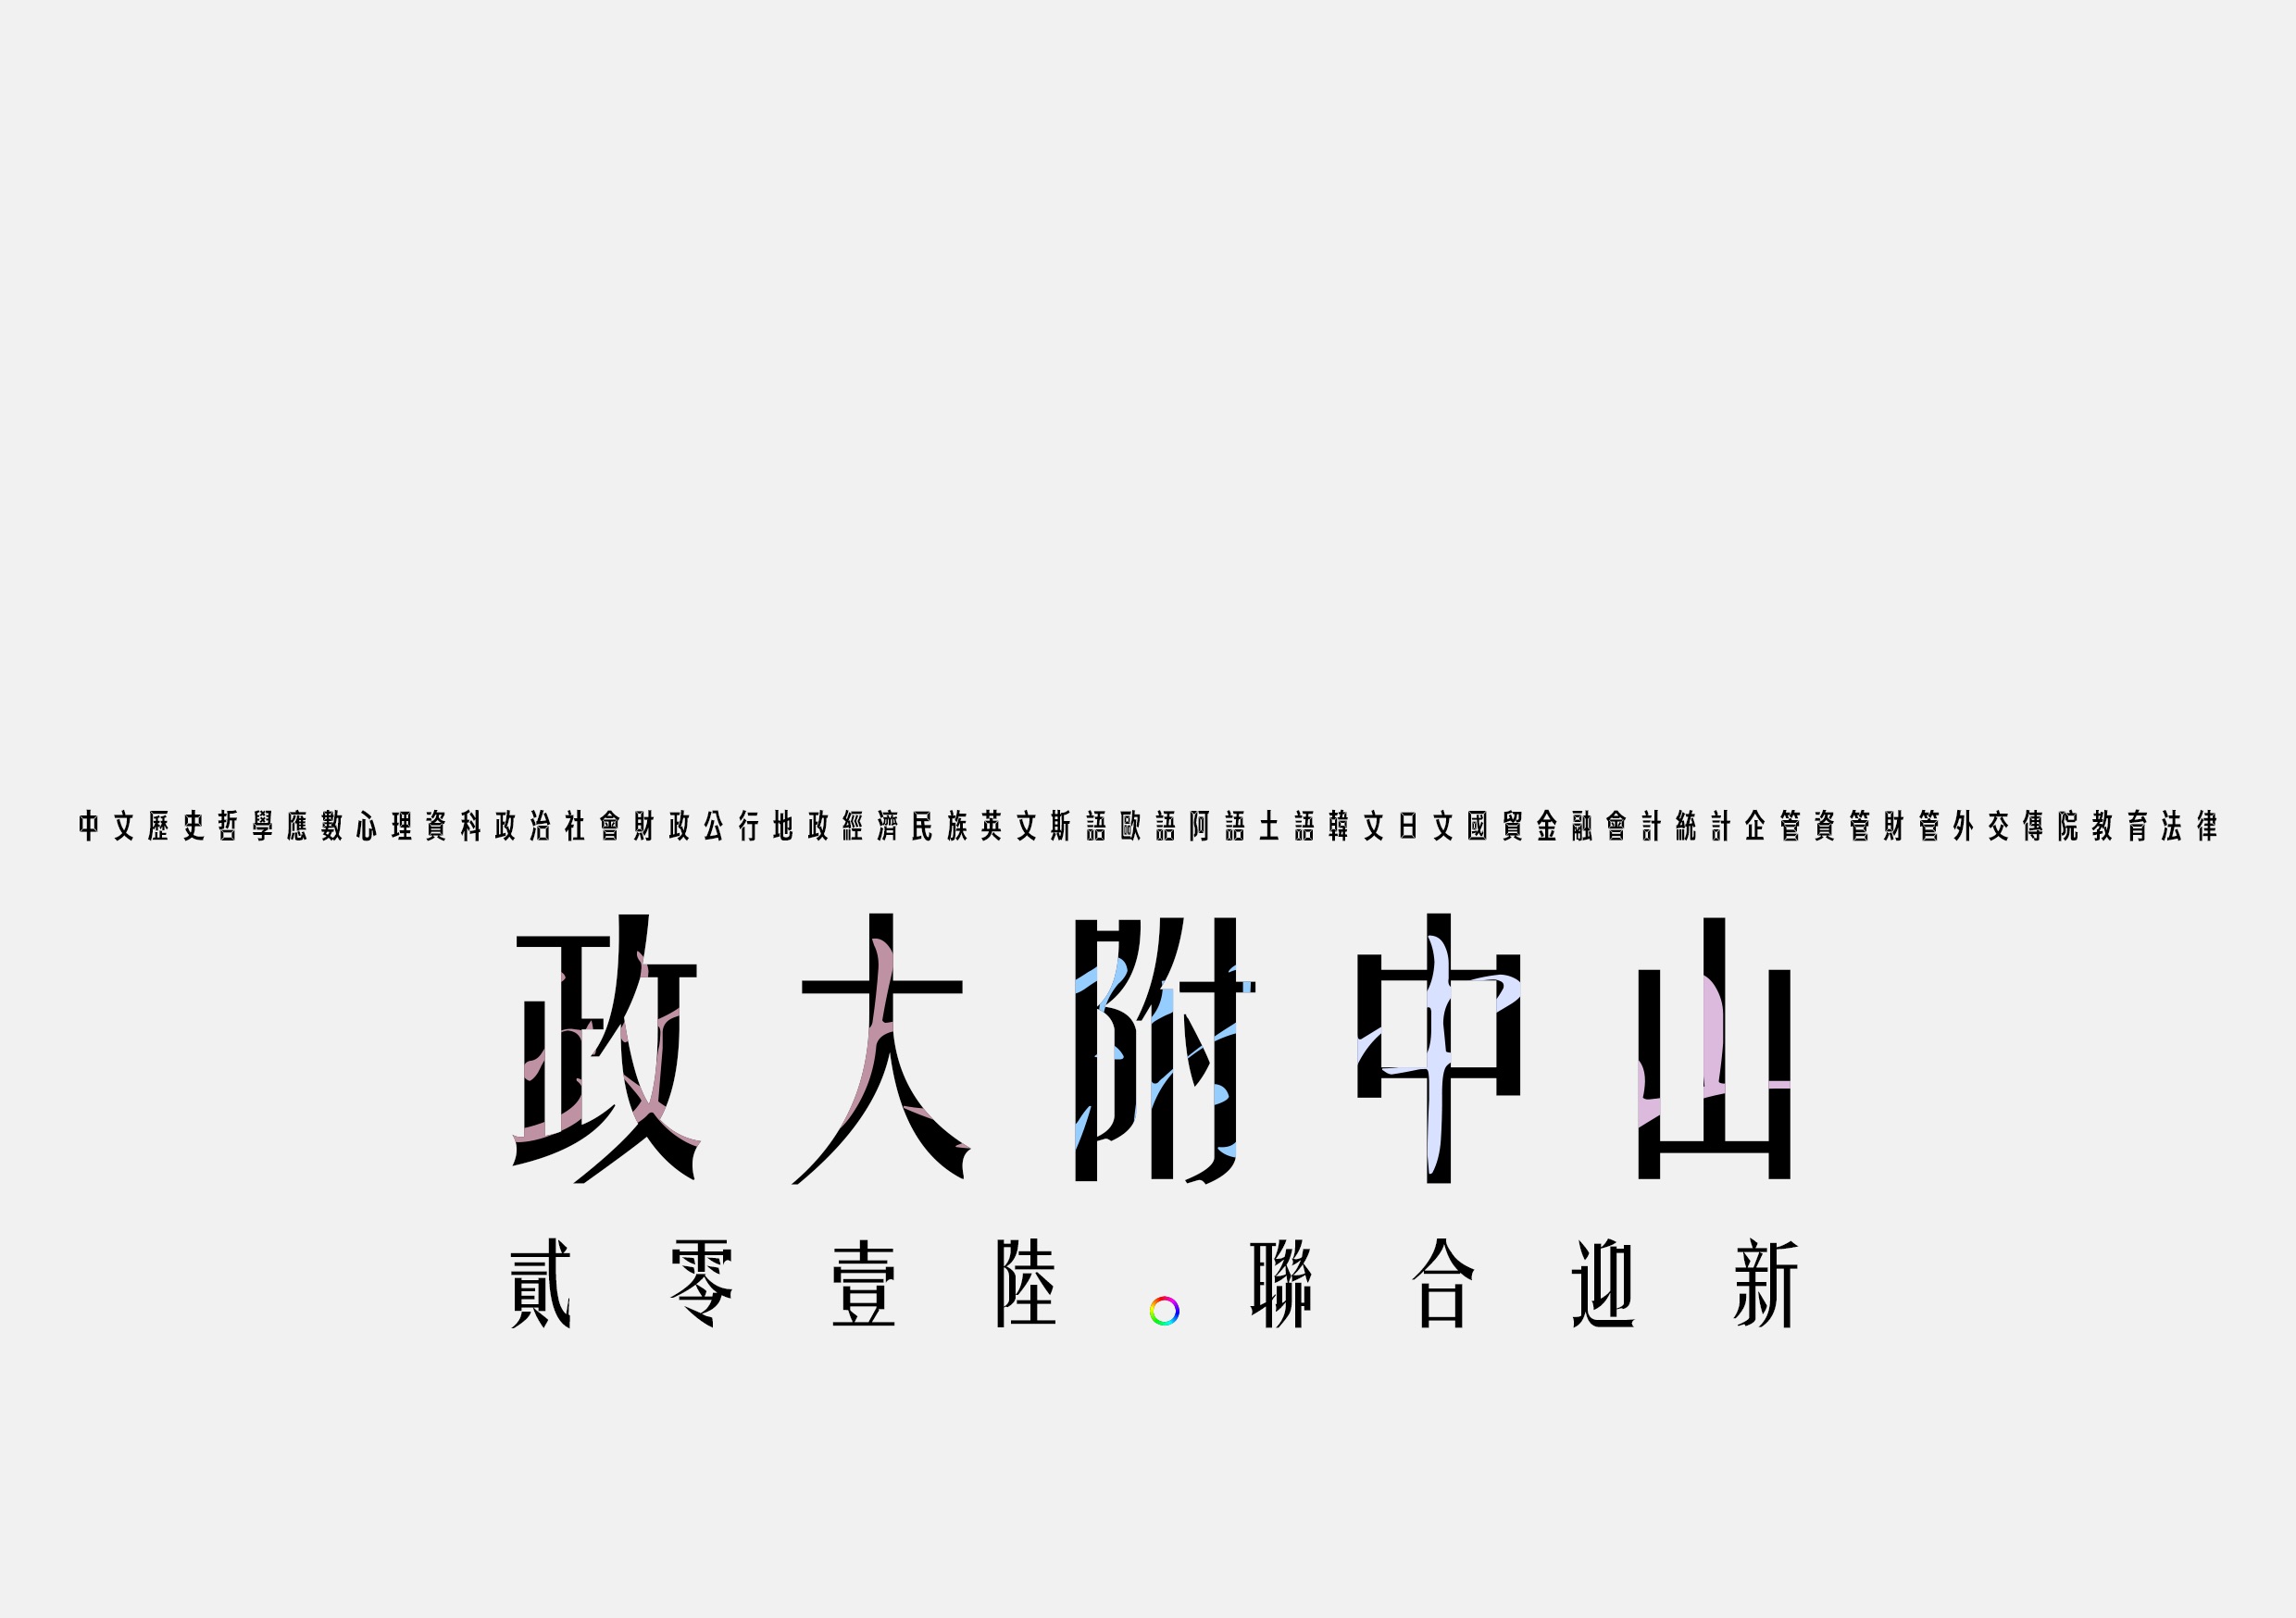 中文歷史哲學應數心理資科政治社會財政公行地政經濟民族英文斯語歐語阿語土語韓文日文國貿金融會計統計企管資管財管外交傳院教育法律
政大附中山
貳零壹陸.聯合迎新